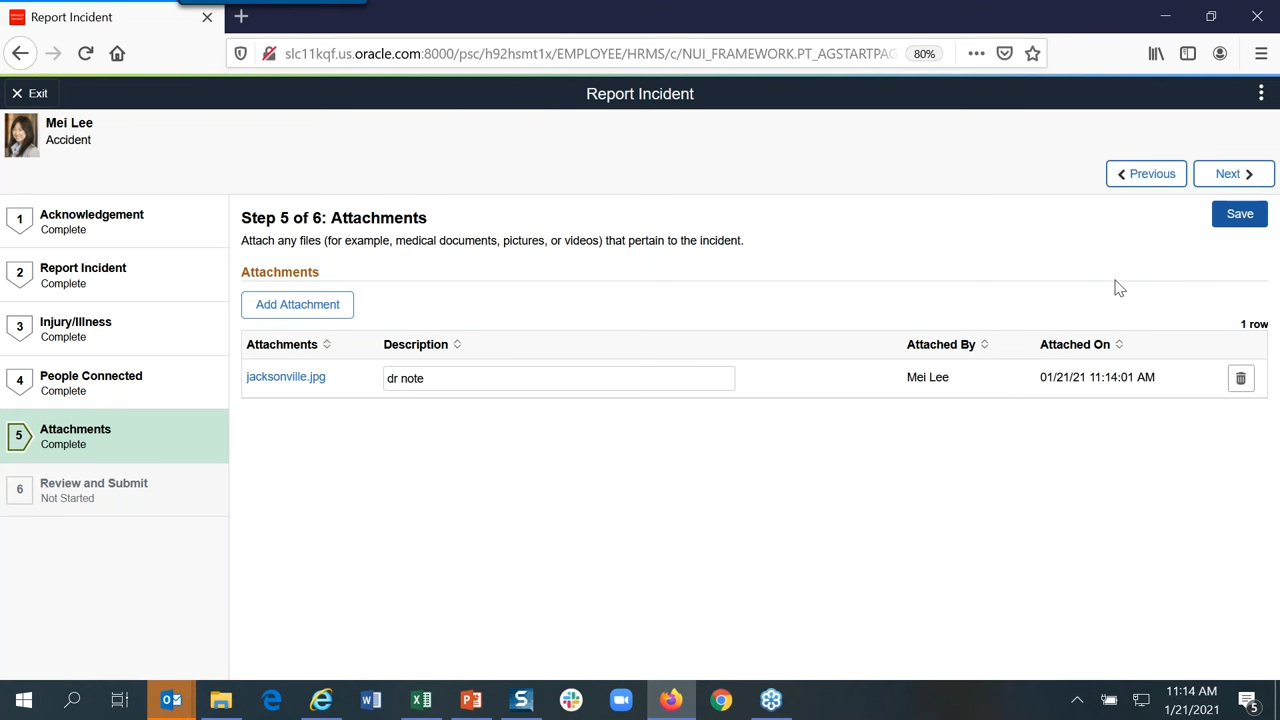 Report Incident
slc11kqf.us.oracle.com:8000/psc/h92hsmt1x/EMPLOYEE/HRMS/c/NUI_FRAMEWORK.PT_AGSTARTPAG
80%
Exit
Report Incident
Mei Lee
Accident
Previous
Next
1
Acknowledgement
Complete
2
Report Incident
Complete
3
Injury/Illness
Complete
4
People Connected
Complete
5
Attachments
Complete
6
Review and Submit
Not Started
Step 5 of 6: Attachments
Save
Attach any files (for example, medical documents, pictures, or videos) that pertain to the incident.
Attachments
Add Attachment
1 row
Attachments Description Attached By Attached On
jacksonville.jpg dr note Mei Lee 01/21/21 11:14:01 AM
11:14 AM
1/21/2021
5